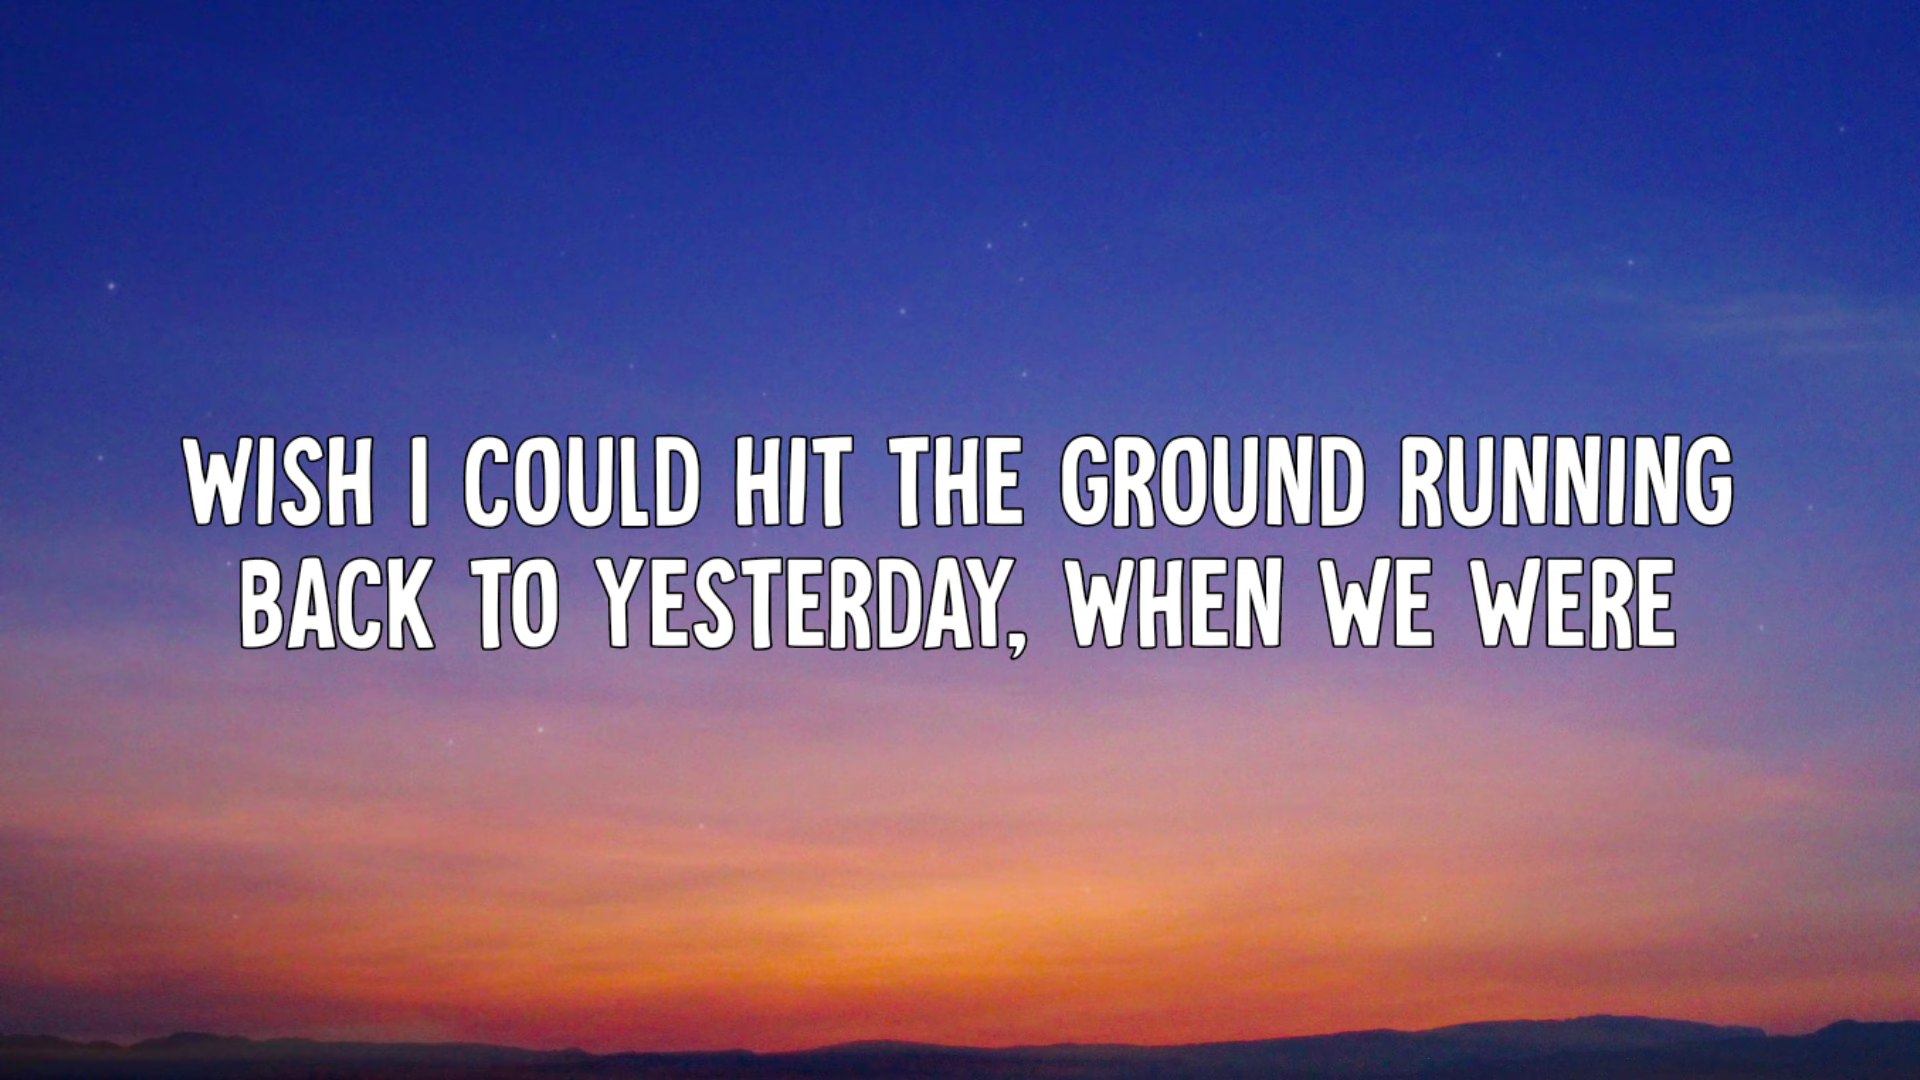 WISH I COULD HIT THE GROUND RUNNING
BACK TO YESTERDAY, WHEN WE WERE